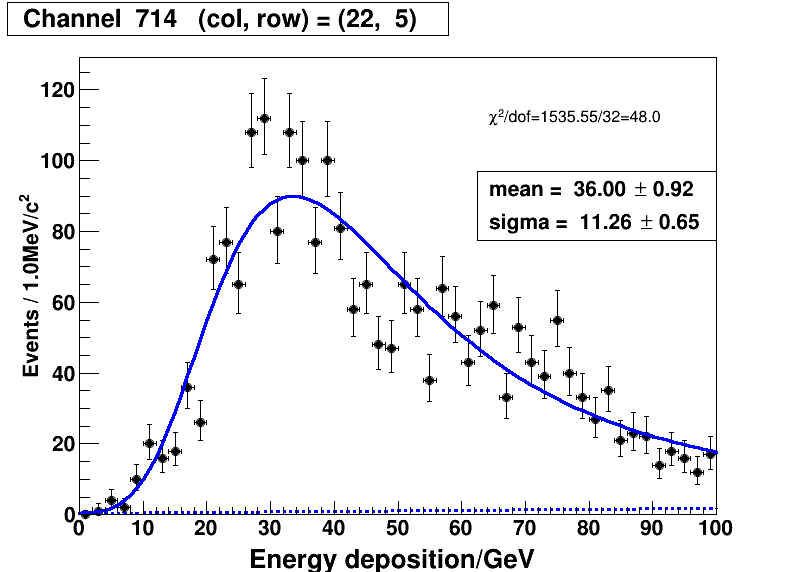 Channel 714 (col, row) = (22, 5)
χ²/dof=1535.55/32=48.0
mean = 36.00 ± 0.92
sigma = 11.26 ± 0.65
Events / 1.0MeV/c²
120
100
80
60
40
20
0
0 10 20 30 40 50 60 70 80 90 100
Energy deposition/GeV